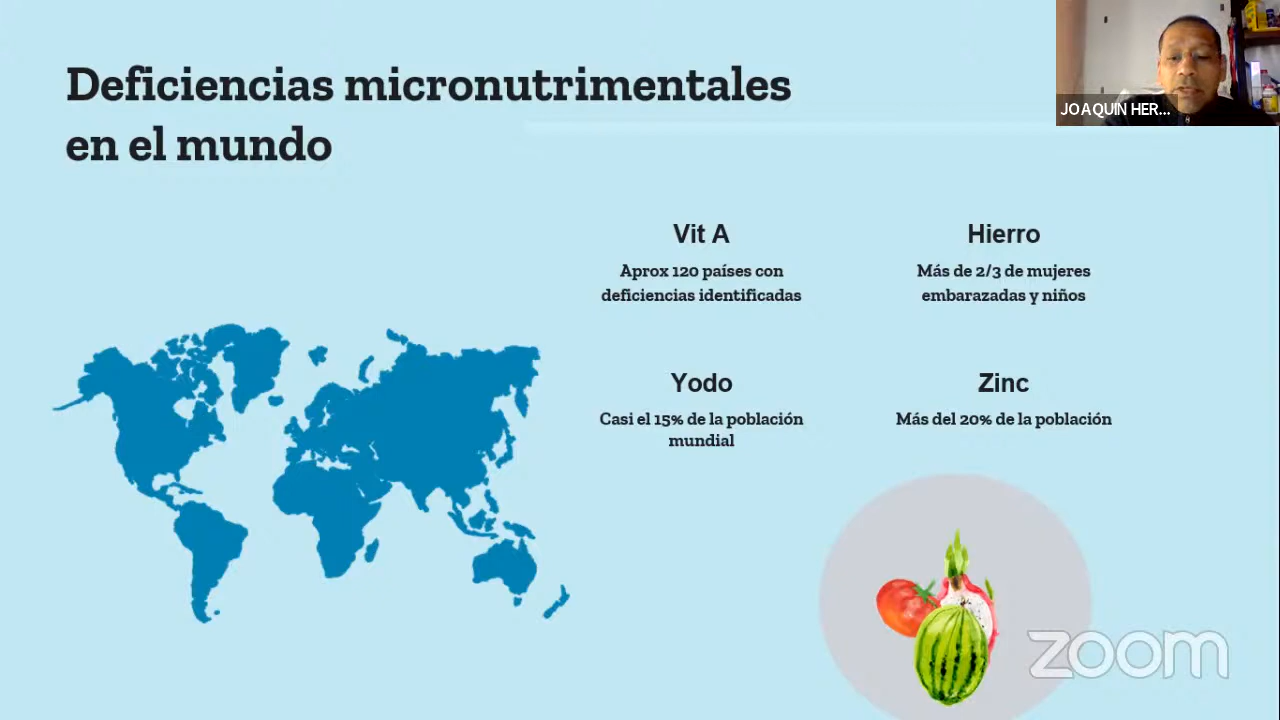 Deficiencias micronutrimentales
en el mundo
JOAQUIN HER...
Vit A
Aprox 120 países con
deficiencias identificadas
Hierro
Más de 2/3 de mujeres
embarazadas y niños
Yodo
Casi el 15% de la población
mundial
Zinc
Más del 20% de la población
zoom